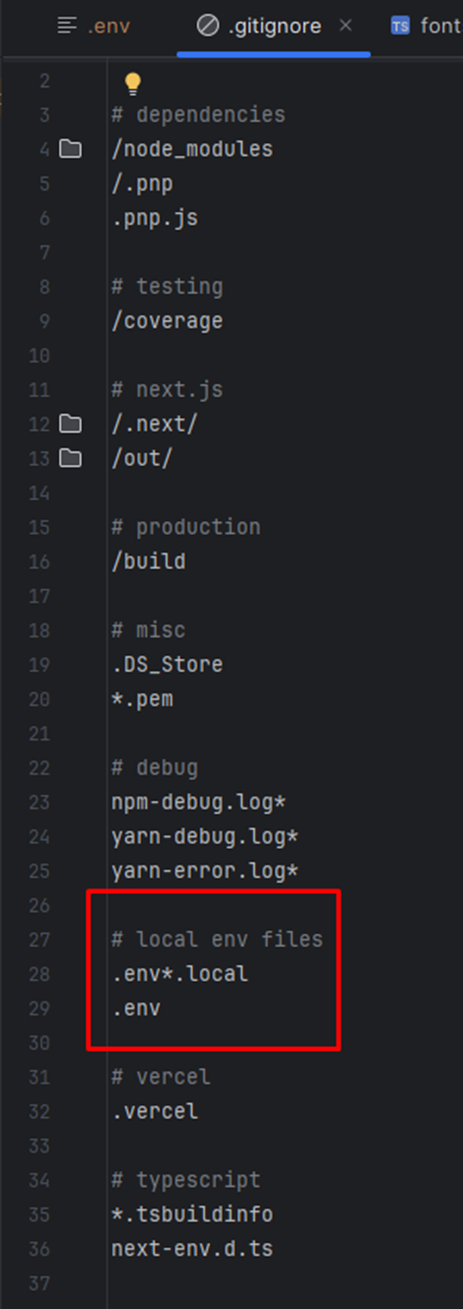 .env
.gitignore
TS font
2
3 # dependencies
4 /node_modules
5 /.pnp
6 .pnp.js
7
8 # testing
9 /coverage
10
11 # next.js
12 /.next/
13 /out/
14
15 # production
16 /build
17
18 # misc
19 .DS_Store
20 *.pem
21
22 # debug
23 npm-debug.log*
24 yarn-debug.log*
25 yarn-error.log*
26
27 # local env files
28 .env*.local
29 .env
30
31 # vercel
32 .vercel
33
34 # typescript
35 *.tsbuildinfo
36 next-env.d.ts
37